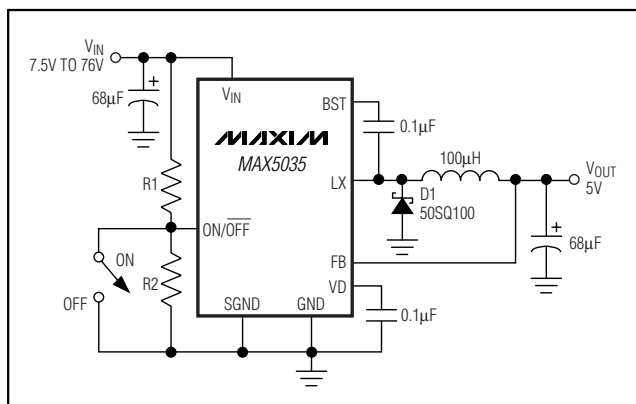 VIN
7.5V TO 76V
68μF
+
VIN
BST
0.1μF
MAXIM
MAX5035
100μH
VOUT
5V
LX
D1
50SQ100
R1
+
68μF
ON/OFF
ON
R2
FB
OFF
VD
SGND
GND
0.1μF